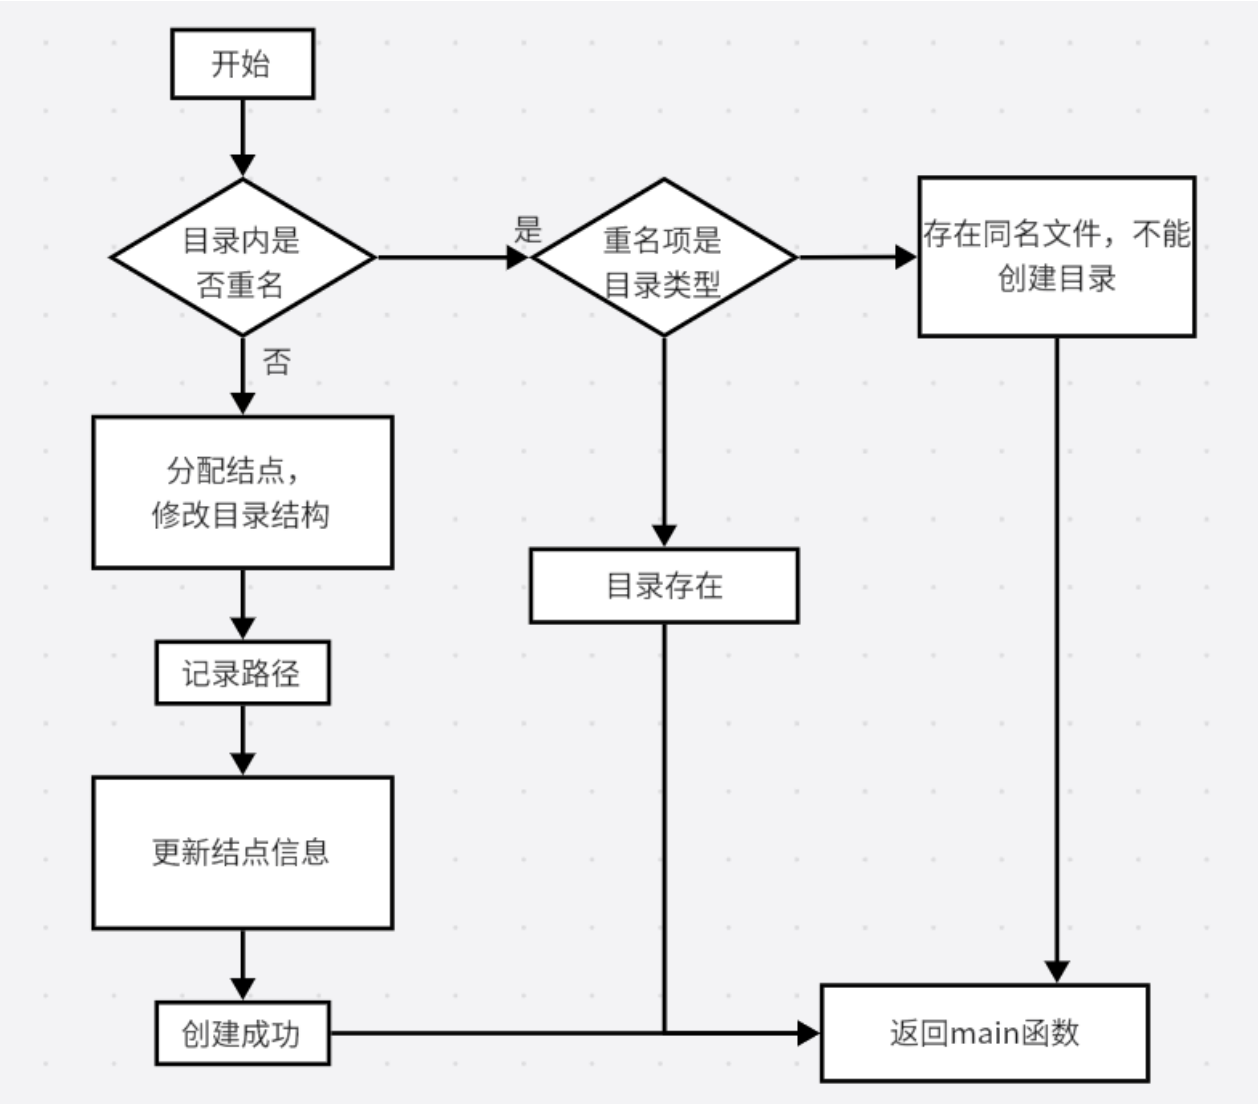 开始
目录内是
否重名
是
重名项是
目录类型
存在同名文件，不能
创建目录
否
分配结点，
修改目录结构
目录存在
记录路径
更新结点信息
创建成功
返回main函数